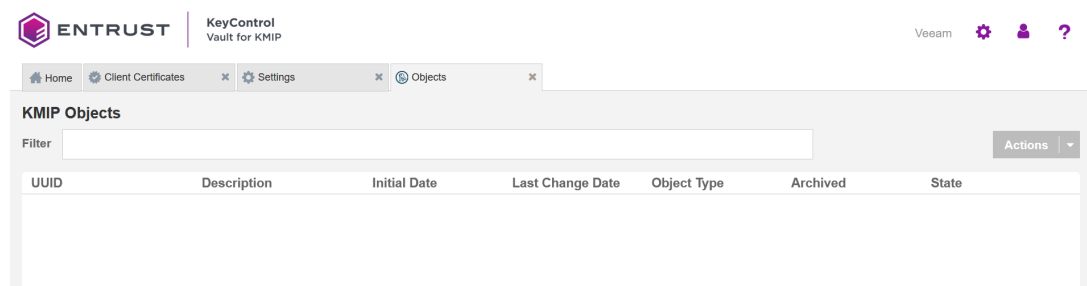 ENTRUST
KeyControl
Vault for KMIP
Veeam
?
Home
Client Certificates
Settings
Objects
KMIP Objects
Filter
Actions
UUID Description Initial Date Last Change Date Object Type Archived State